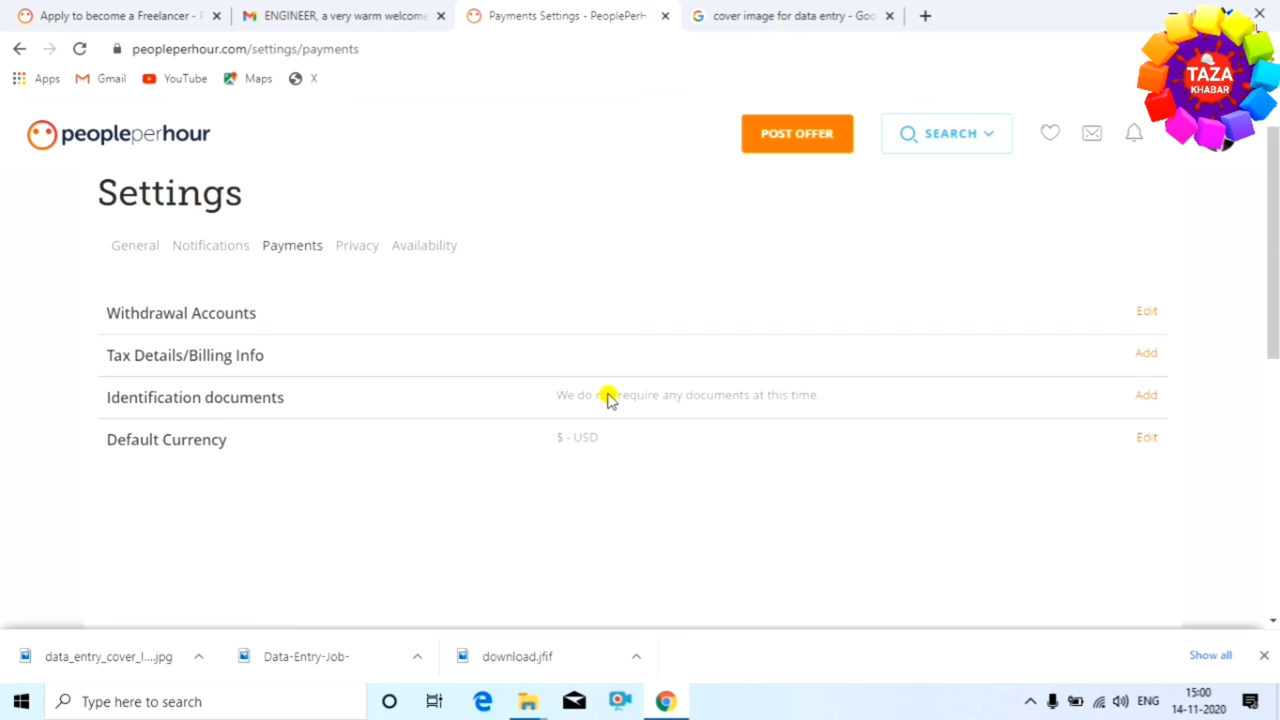 Apply to become a Freelancer - P
ENGINEER, a very warm welcome
Payments Settings - PeoplePerH
cover image for data entry - Goo
peopleperhour.com/settings/payments
Apps
Gmail
YouTube
Maps
X
TAZA
KHABAR
peopleperhour
POST OFFER
SEARCH
Settings
General Notifications Payments Privacy Availability
Withdrawal Accounts Edit
Tax Details/Billing Info Add
Identification documents We do require any documents at this time. Add
Default Currency $ - USD Edit
data_entry_cover_l....jpg
Data-Entry-Job-
download.jfif
Show all
Type here to search
ENG
15:00
14-11-2020